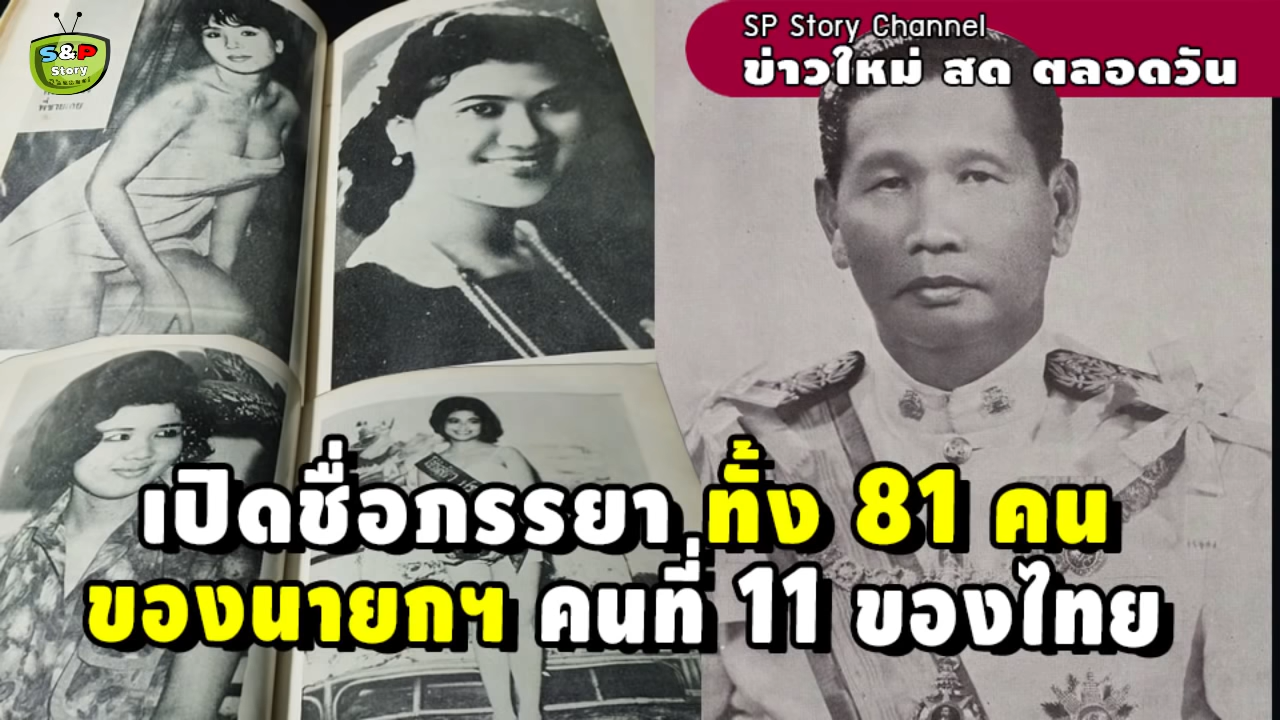 S&P
Story
SP Story Channel
ข่าวใหม่ สด ตลอดวัน
เปิดชื่อภรรยา ทั้ง 81 คน
ของนายกฯ คนที่ 11 ของไทย